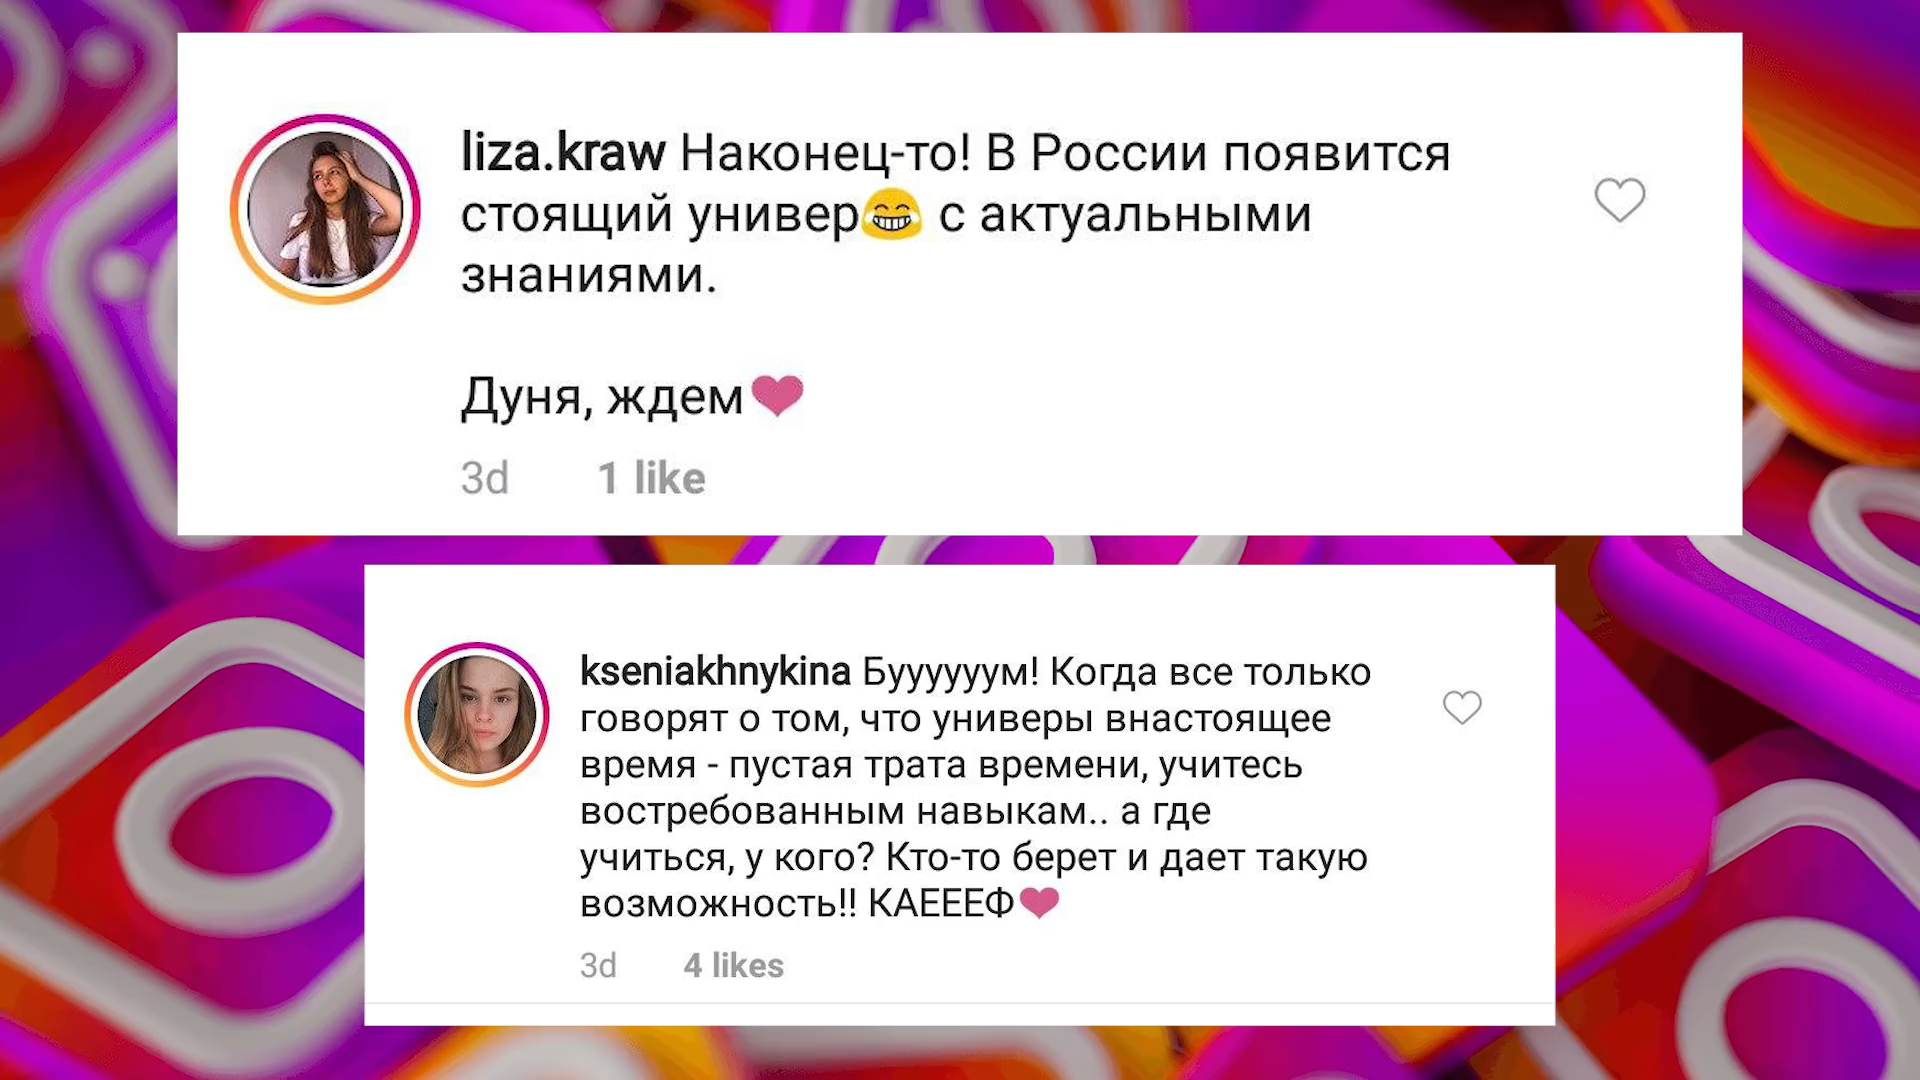 liza.kraw Наконец-то! В России появится
стоящий универ😂 с актуальными
знаниями.
Дуня, ждем❤
3d 1 like
kseniakhnykina Бууууууум! Когда все только
говорят о том, что универы внастоящее
время - пустая трата времени, учитесь
востребованным навыкам.. а где
учиться, у кого? Кто-то берет и дает такую
возможность!! КАЕЕЕФ❤
3d 4 likes